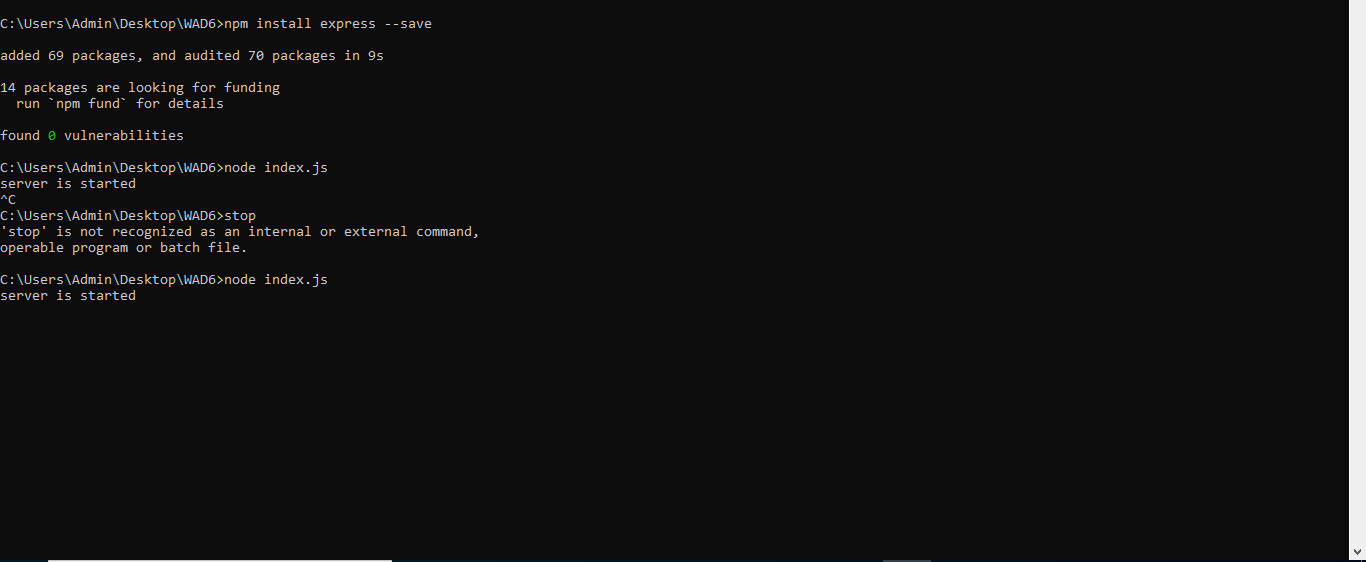 C:\Users\Admin\Desktop\WAD6>npm install express --save
added 69 packages, and audited 70 packages in 9s
14 packages are looking for funding
  run `npm fund` for details
found 0 vulnerabilities
C:\Users\Admin\Desktop\WAD6>node index.js
server is started
^C
C:\Users\Admin\Desktop\WAD6>stop
'stop' is not recognized as an internal or external command,
operable program or batch file.
C:\Users\Admin\Desktop\WAD6>node index.js
server is started